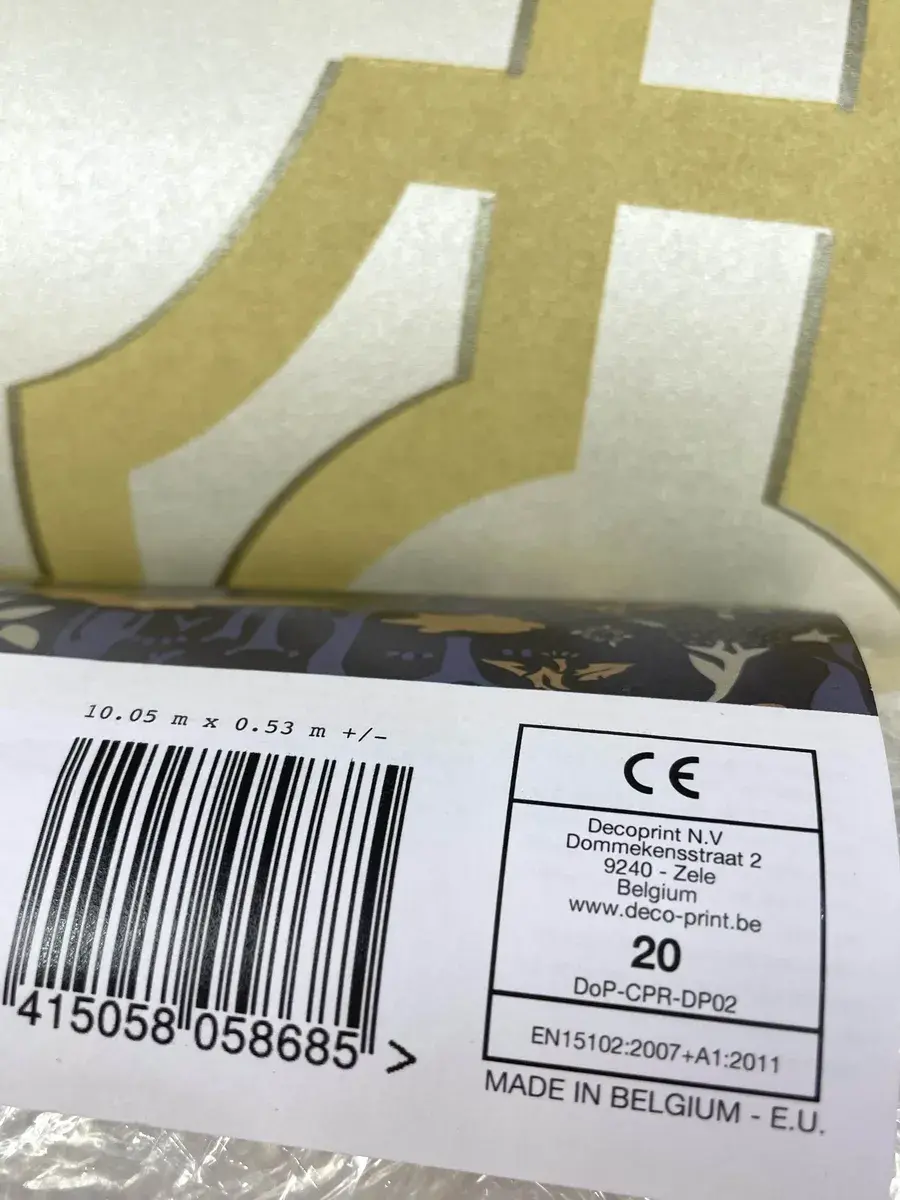 10.05 m x 0.53 m +/-
415058 058685 >
CE
Decoprint N.V
Dommekensstraat 2
9240 - Zele
Belgium
www.deco-print.be
20
DoP-CPR-DP02
EN15102:2007+A1:2011
MADE IN BELGIUM - E.U.